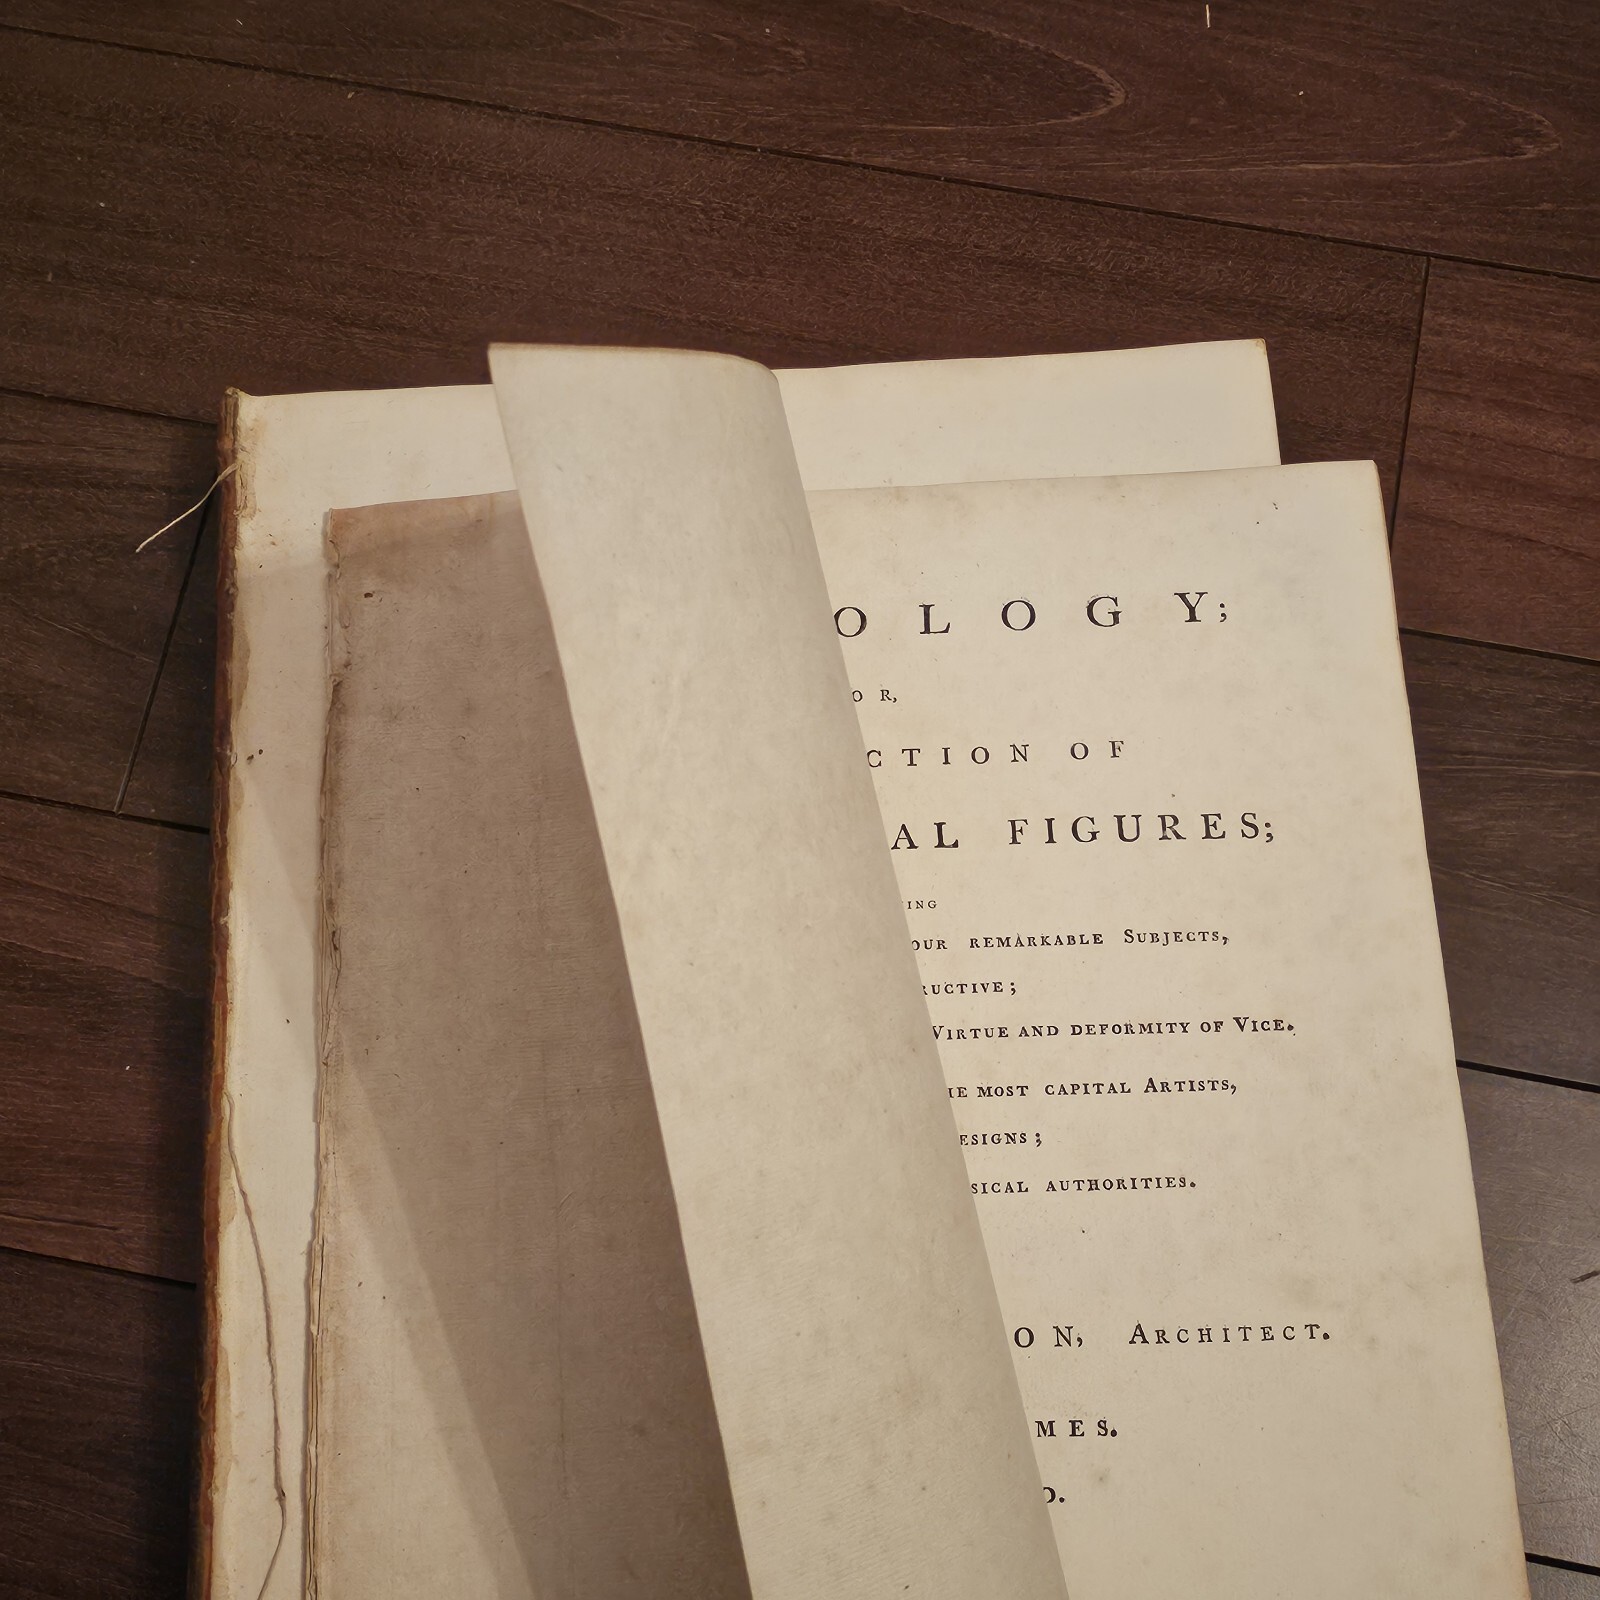 OLOGY;
OR,
CTION OF
AL FIGURES;
ING
OUR REMARKABLE SUBJECTS,
RUCTIVE;
VIRTUE AND DEFORMITY OF VICE.
HE MOST CAPITAL ARTISTS,
ESIGNS;
SICAL AUTHORITIES.
ON, ARCHITECT.
MES.
O.